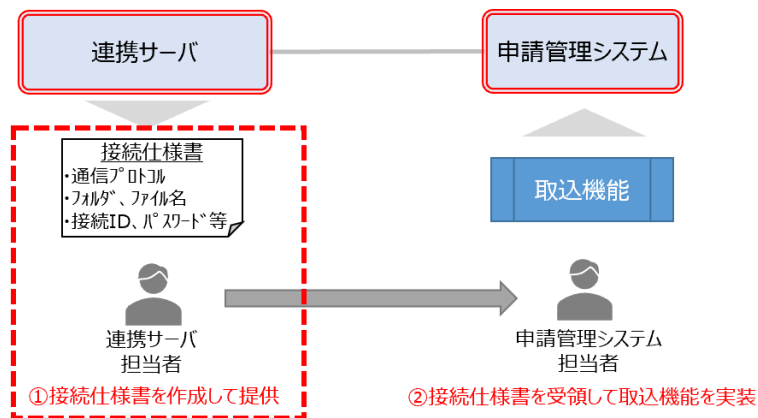 連携サーバ
申請管理システム
接続仕様書
・通信ﾌﾟﾛﾄｺﾙ
・ﾌｫﾙﾀﾞ、ﾌｧｲﾙ名
・接続ID、ﾊﾟｽﾜｰﾄﾞ等
取込機能
連携サーバ
担当者
申請管理システム
担当者
①接続仕様書を作成して提供
②接続仕様書を受領して取込機能を実装